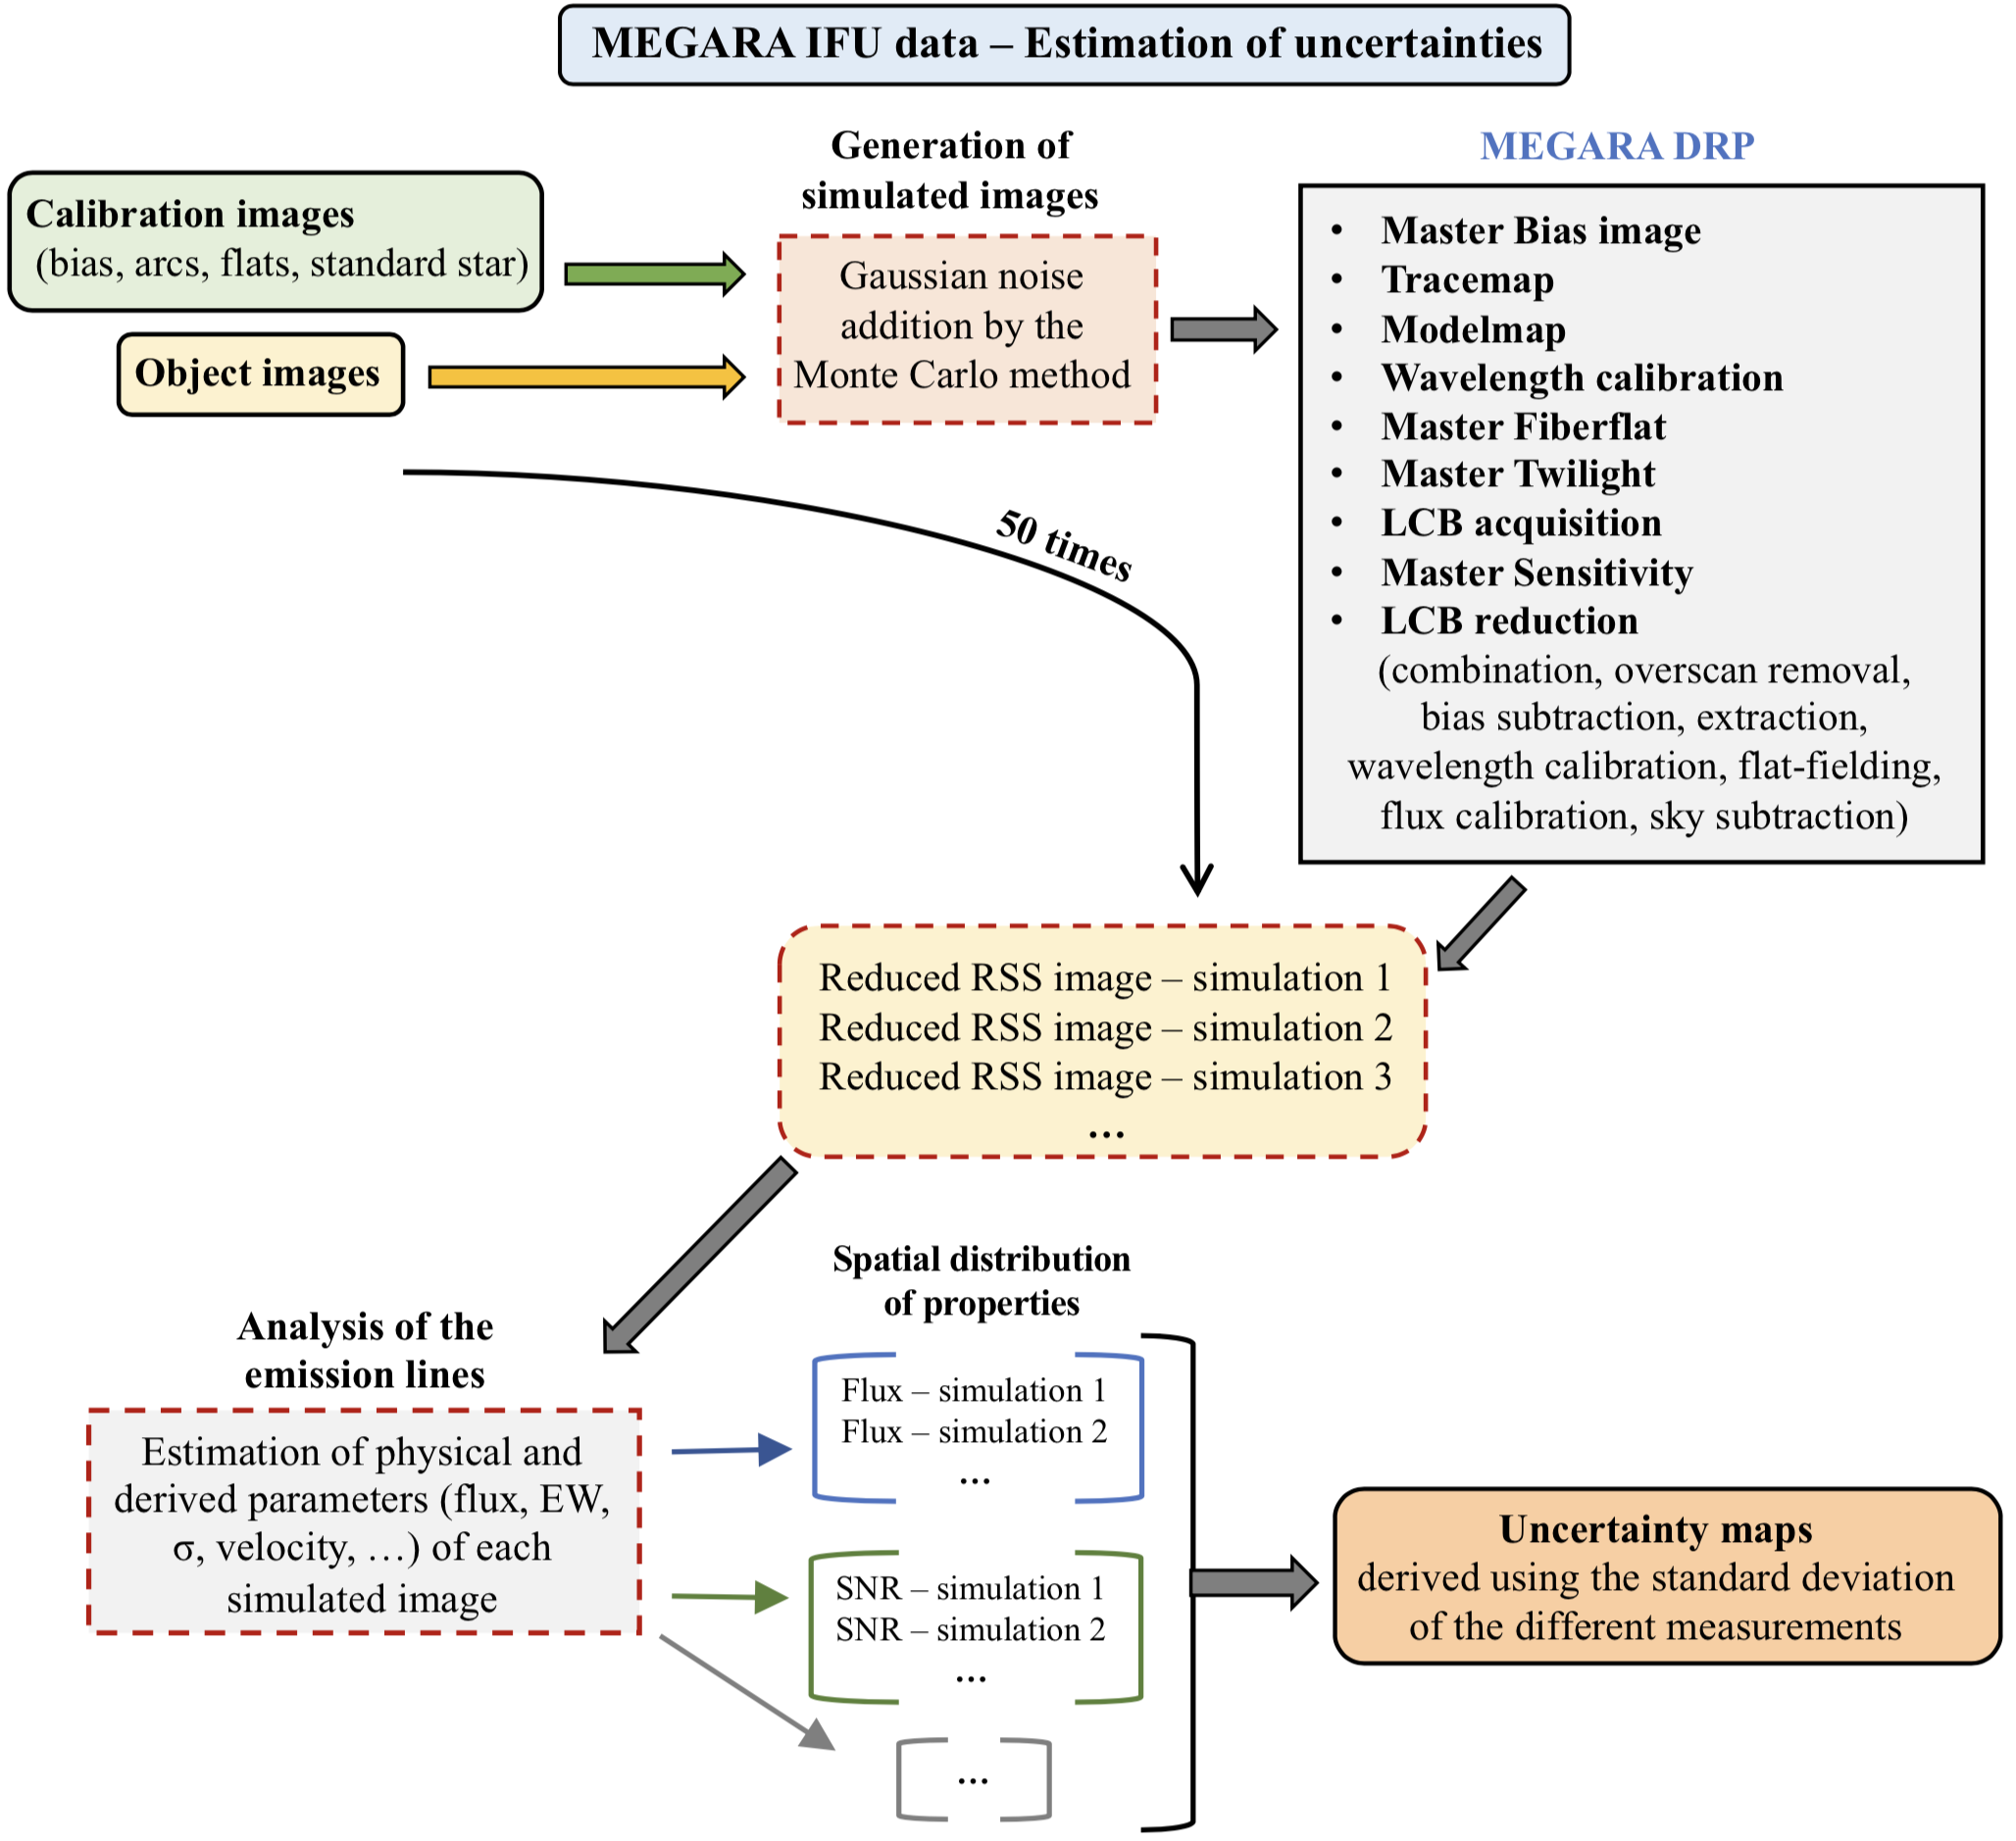 MEGARA IFU data – Estimation of uncertainties
Calibration images
(bias, arcs, flats, standard star)
Object images
Generation of
simulated images
Gaussian noise
addition by the
Monte Carlo method
50 times
MEGARA DRP
• Master Bias image
• Tracemap
• Modelmap
• Wavelength calibration
• Master Fiberflat
• Master Twilight
• LCB acquisition
• Master Sensitivity
• LCB reduction
(combination, overscan removal,
bias subtraction, extraction,
wavelength calibration, flat-fielding,
flux calibration, sky subtraction)
Reduced RSS image – simulation 1
Reduced RSS image – simulation 2
Reduced RSS image – simulation 3
...
Analysis of the
emission lines
Estimation of physical and
derived parameters (flux, EW,
σ, velocity, …) of each
simulated image
Spatial distribution
of properties
Flux – simulation 1
Flux – simulation 2
...
SNR – simulation 1
SNR – simulation 2
...
...
Uncertainty maps
derived using the standard deviation
of the different measurements